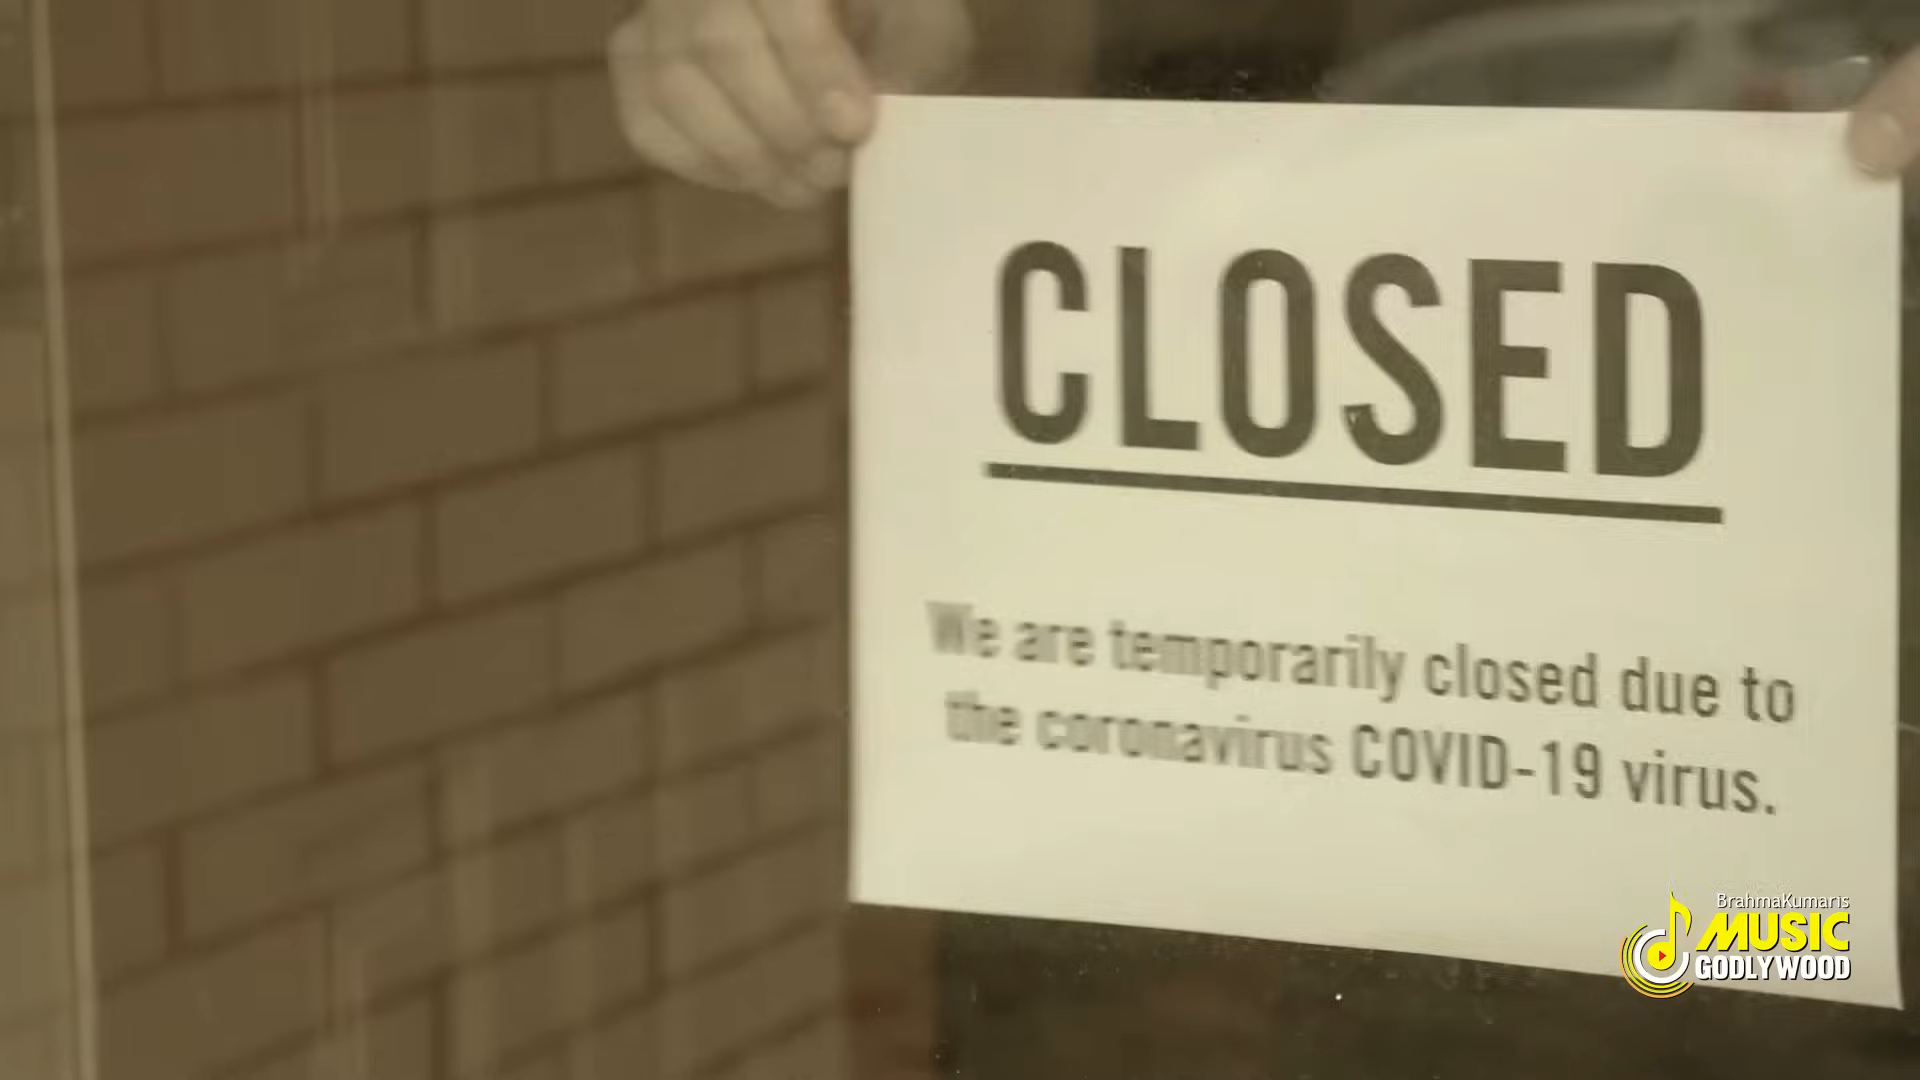 CLOSED
We are temporarily closed due to
the coronavirus COVID-19 virus.
BrahmaKumaris
MUSIC
GODLYWOOD